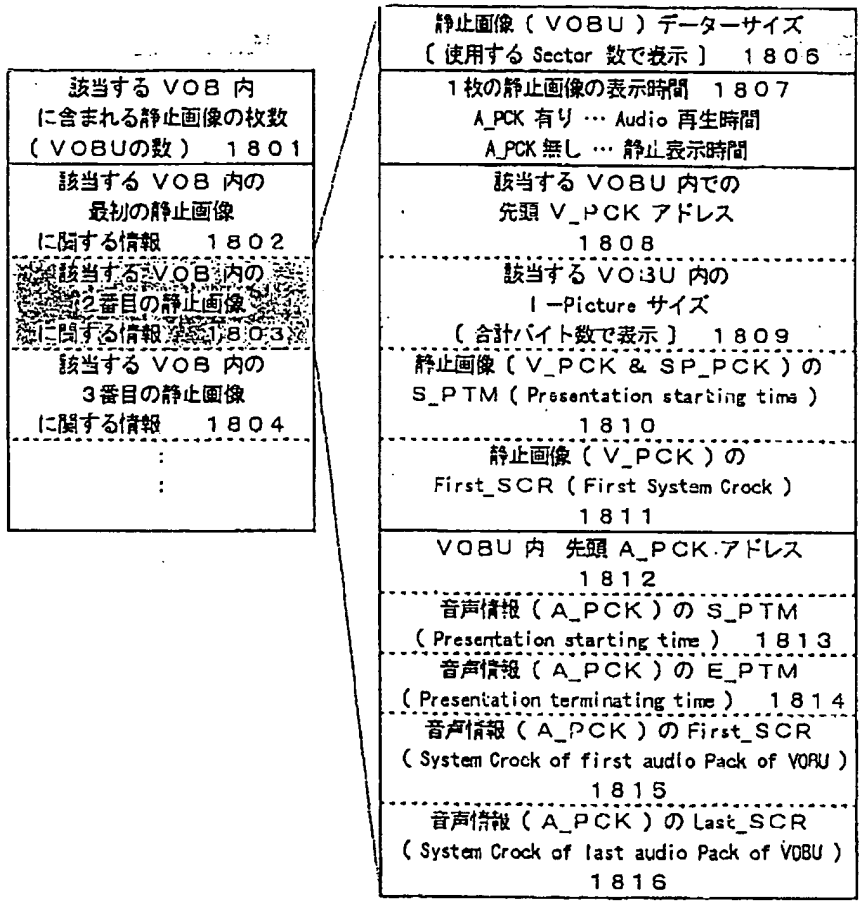 該当する VOB 内
に含まれる静止画像の枚数
( VOBUの数 ) 1801
該当する VOB 内の
最初の静止画像
に関する情報 1802
該当する VOB 内の
2番目の静止画像
に関する情報 1803
該当する VOB 内の
3番目の静止画像
に関する情報 1804
:
:
静止画像 ( VOBU ) データーサイズ
[ 使用する Sector 数で表示 ] 1806
1枚の静止画像の表示時間 1807
A_PCK 有り … Audio 再生時間
A_PCK 無し … 静止表示時間
該当する VOBU 内での
先頭 V_PCK アドレス
1808
該当する VOBU 内の
I-Picture サイズ
[ 合計バイト数で表示 ] 1809
静止画像 ( V_PCK & SP_PCK ) の
S_PTM ( Presentation starting time )
1810
静止画像 ( V_PCK ) の
First_SCR ( First System Crock )
1811
VOBU 内 先頭 A_PCK アドレス
1812
音声情報 ( A_PCK ) の S_PTM
( Presentation starting time ) 1813
音声情報 ( A_PCK ) の E_PTM
( Presentation terminating time ) 1814
音声情報 ( A_PCK ) の First_SCR
( System Crock of first audio Pack of VOBU )
1815
音声情報 ( A_PCK ) の Last_SCR
( System Crock of last audio Pack of VOBU )
1816